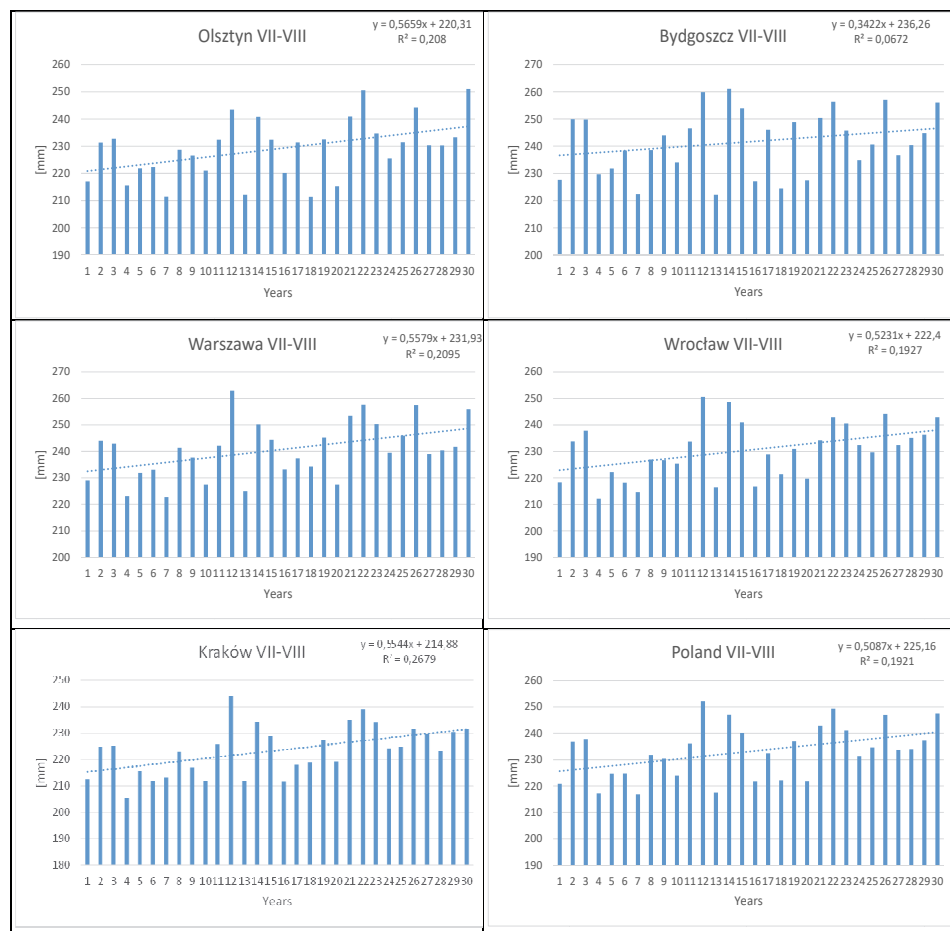 Olsztyn VII-VIII
y = 0,5659x + 220,31
R² = 0,208
260
250
240
230
220
210
200
190
[mm]
1 2 3 4 5 6 7 8 9 10 11 12 13 14 15 16 17 18 19 20 21 22 23 24 25 26 27 28 29 30
Years
Bydgoszcz VII-VIII
y = 0,3422x + 236,26
R² = 0,0672
270
260
250
240
230
220
210
200
[mm]
1 2 3 4 5 6 7 8 9 10 11 12 13 14 15 16 17 18 19 20 21 22 23 24 25 26 27 28 29 30
Years
Warszawa VII-VIII
y = 0,5579x + 231,93
R² = 0,2095
270
260
250
240
230
220
210
200
[mm]
1 2 3 4 5 6 7 8 9 10 11 12 13 14 15 16 17 18 19 20 21 22 23 24 25 26 27 28 29 30
Years
Wrocław VII-VIII
y = 0,5231x + 222,4
R² = 0,1927
260
250
240
230
220
210
200
190
[mm]
1 2 3 4 5 6 7 8 9 10 11 12 13 14 15 16 17 18 19 20 21 22 23 24 25 26 27 28 29 30
Years
Kraków VII-VIII
y = 0,5544x + 214,88
R² = 0,2679
250
240
230
220
210
200
190
180
[mm]
1 2 3 4 5 6 7 8 9 10 11 12 13 14 15 16 17 18 19 20 21 22 23 24 25 26 27 28 29 30
Years
Poland VII-VIII
y = 0,5087x + 225,16
R² = 0,1921
260
250
240
230
220
210
200
190
[mm]
1 2 3 4 5 6 7 8 9 10 11 12 13 14 15 16 17 18 19 20 21 22 23 24 25 26 27 28 29 30
Years